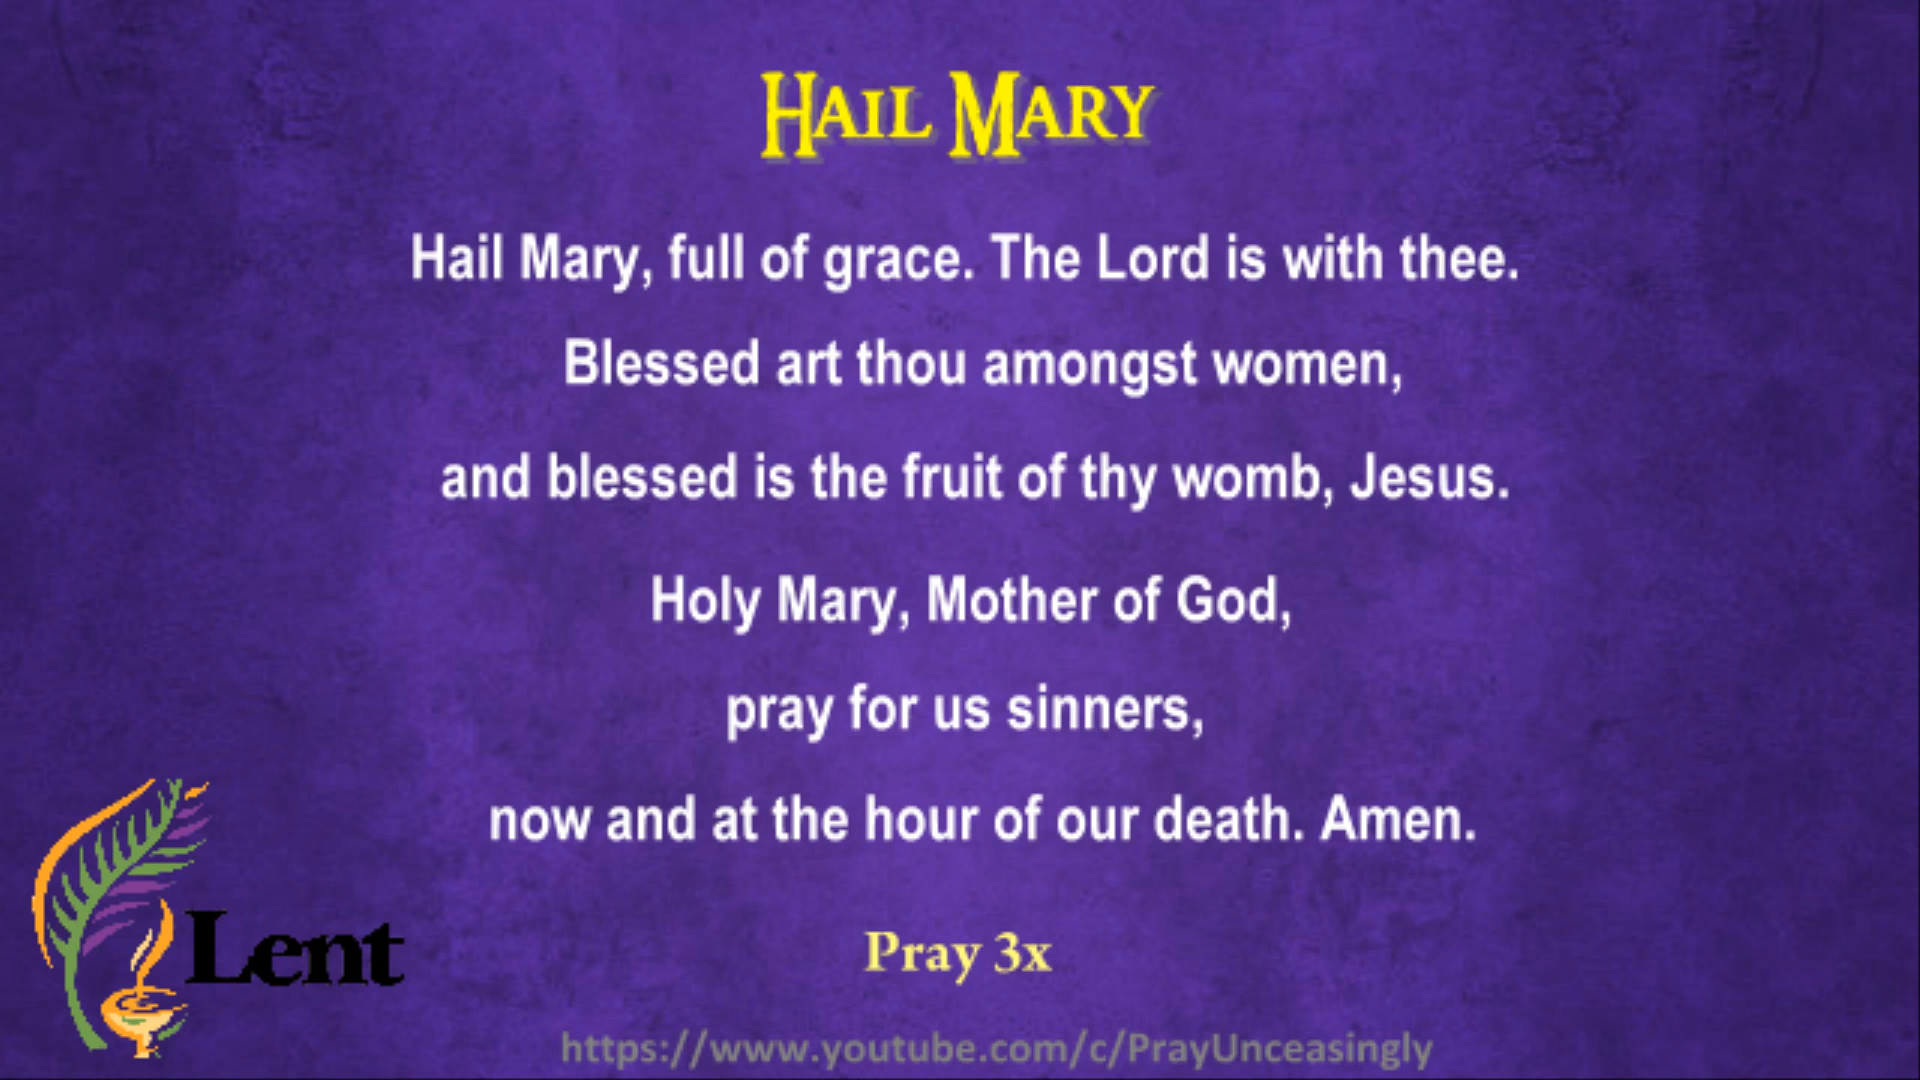 HAIL MARY
Hail Mary, full of grace. The Lord is with thee.
Blessed art thou amongst women,
and blessed is the fruit of thy womb, Jesus.
Holy Mary, Mother of God,
pray for us sinners,
now and at the hour of our death. Amen.
Lent
Pray 3x
https://www.youtube.com/c/PrayUnceasingly